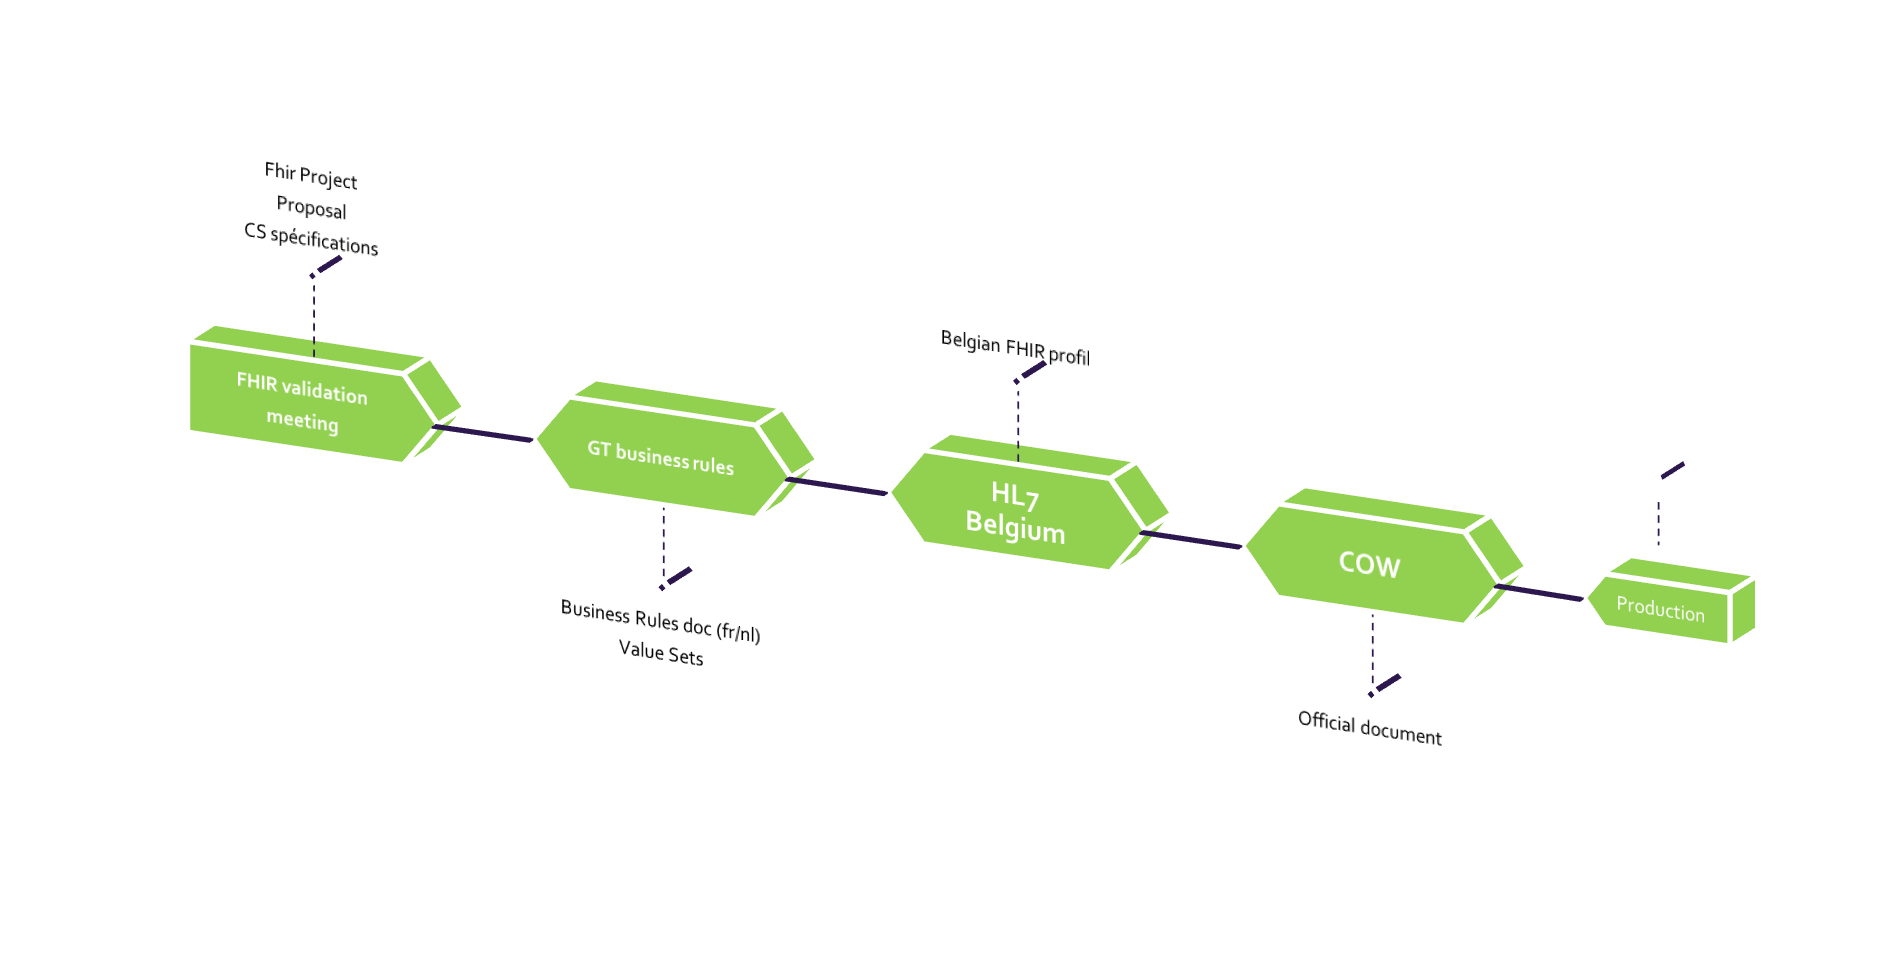 Fhir Project
Proposal
CS spécifications
FHIR validation
meeting
GT business rules
Business Rules doc (fr/nl)
Value Sets
Belgian FHIR profil
HL7
Belgium
COW
Official document
Production